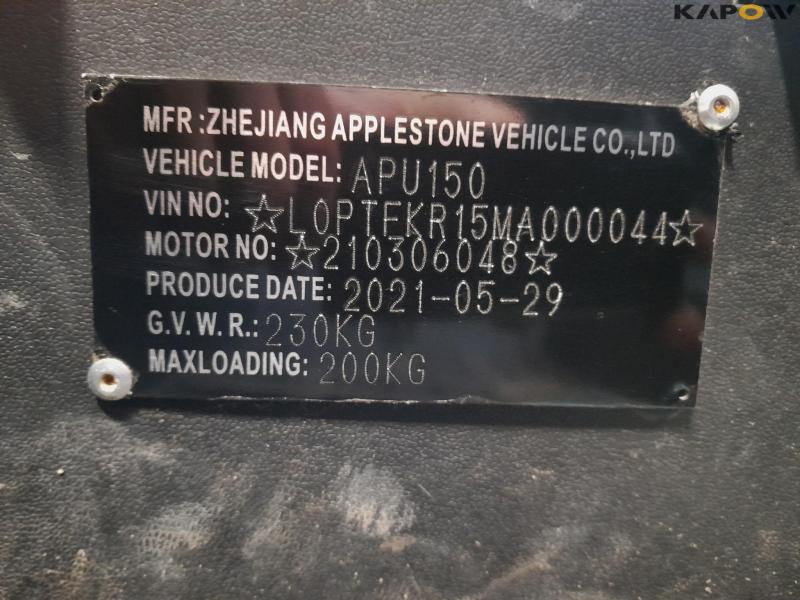 KAPOW
MFR :ZHEJIANG APPLESTONE VEHICLE CO.,LTD
VEHICLE MODEL: APU150
VIN NO: ☆L0PTFKR15MA000044☆
MOTOR NO: ☆210306048☆
PRODUCE DATE: 2021-05-29
G.V.W.R.: 230KG
MAXLOADING: 200KG